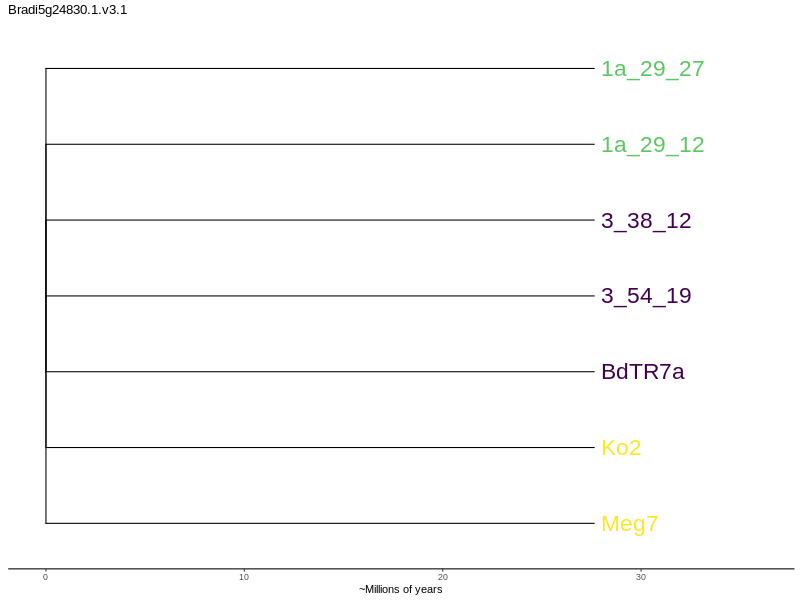 Bradi5g24830.1.v3.1
1a_29_27
1a_29_12
3_38_12
3_54_19
BdTR7a
Ko2
Meg7
0 10 20 30
~Millions of years